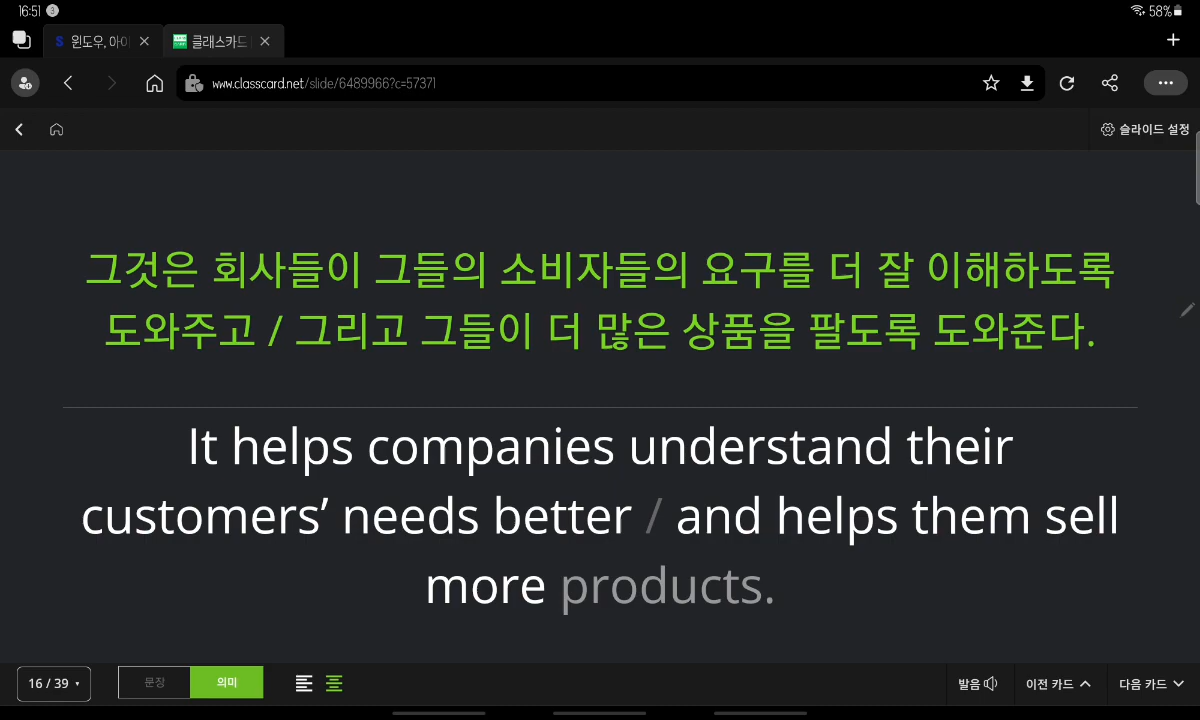 16:51 3 58%
S 윈도우, 아이 × 클래스카드 × +
www.classcard.net/slide/6489966?c=57371
슬라이드 설정
그것은 회사들이 그들의 소비자들의 요구를 더 잘 이해하도록
도와주고 / 그리고 그들이 더 많은 상품을 팔도록 도와준다.
It helps companies understand their
customers’ needs better / and helps them sell
more products.
16 / 39 문장 의미 발음 이전 카드 다음 카드